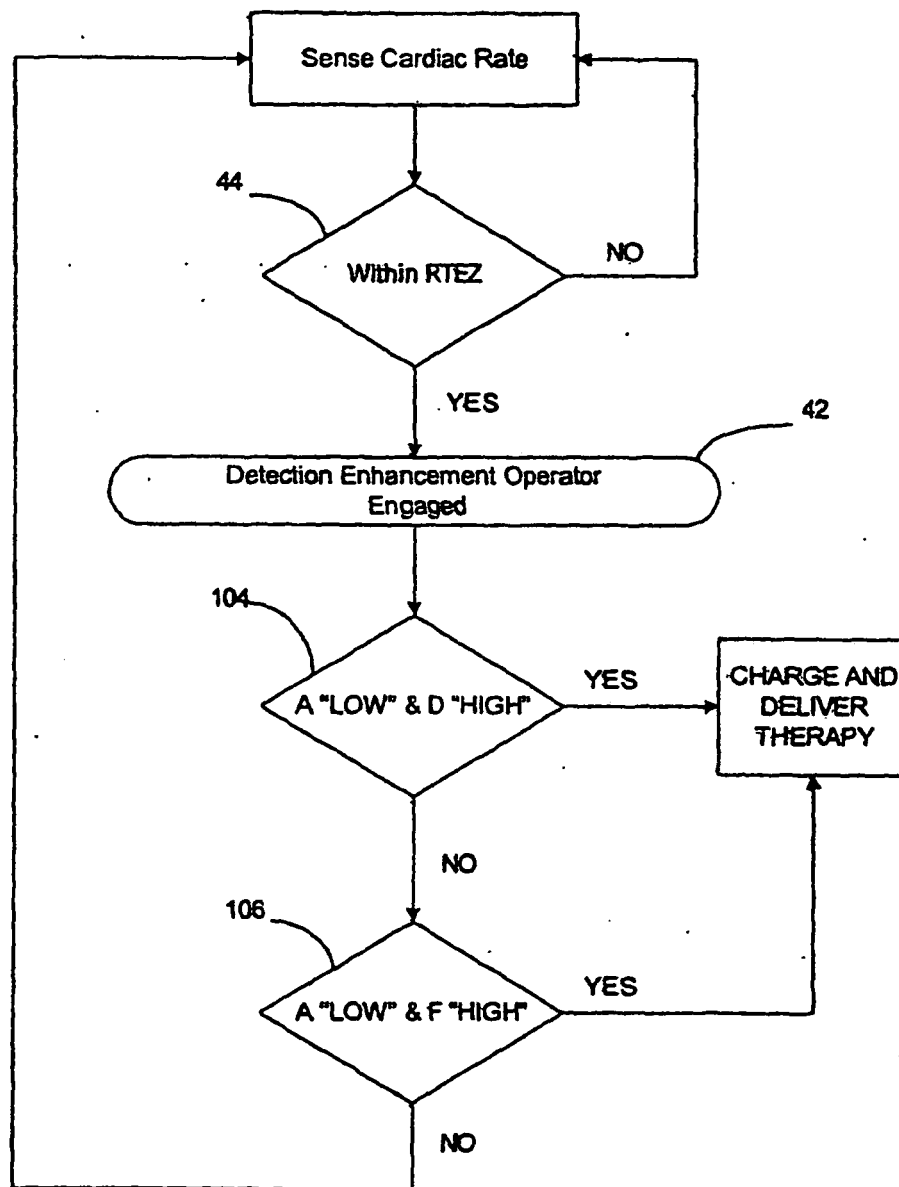 Sense Cardiac Rate
44
Within RTEZ
NO
YES
42
Detection Enhancement Operator
Engaged
104
A "LOW" & D "HIGH"
YES
CHARGE AND
DELIVER
THERAPY
NO
106
A "LOW" & F "HIGH"
YES
NO